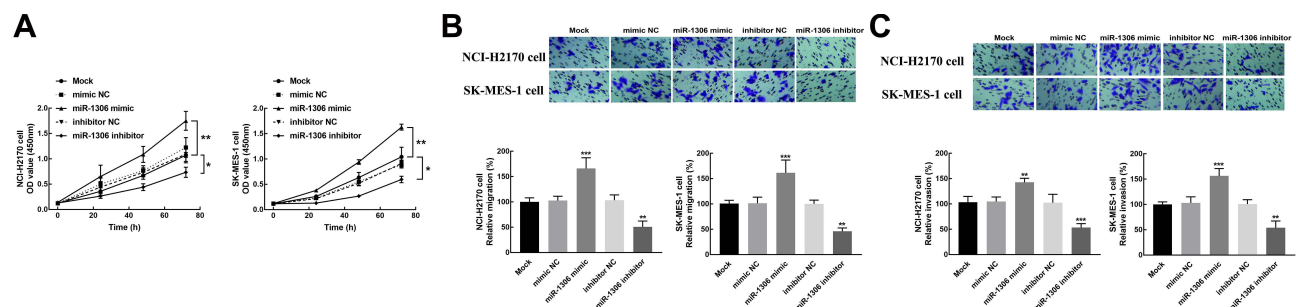 A
Mock
mimic NC
miR-1306 mimic
inhibitor NC
miR-1306 inhibitor
NCI-H2170 cell
OD value (450nm)
2.0
1.5
1.0
0.5
0.0
0
20
40
60
80
Time (h)
**
*
Mock
mimic NC
miR-1306 mimic
inhibitor NC
miR-1306 inhibitor
SK-MES-1 cell
OD value (450nm)
2.0
1.5
1.0
0.5
0.0
0
20
40
60
80
Time (h)
**
*
B
Mock mimic NC miR-1306 mimic inhibitor NC miR-1306 inhibitor
NCI-H2170 cell
SK-MES-1 cell
NCI-H2170 cell
Relative migration (%)
200
150
100
50
0
***
**
Mock
mimic NC
miR-1306 mimic
inhibitor NC
miR-1306 inhibitor
SK-MES-1 cell
Relative migration (%)
200
150
100
50
0
***
**
Mock
mimic NC
miR-1306 mimic
inhibitor NC
miR-1306 inhibitor
C
Mock mimic NC miR-1306 mimic inhibitor NC miR-1306 inhibitor
NCI-H2170 cell
SK-MES-1 cell
NCI-H2170 cell
Relative invasion (%)
200
150
100
50
0
**
***
Mock
mimic NC
miR-1306 mimic
inhibitor NC
miR-1306 inhibitor
SK-MES-1 cell
Relative invasion (%)
200
150
100
50
0
***
**
Mock
mimic NC
miR-1306 mimic
inhibitor NC
miR-1306 inhibitor